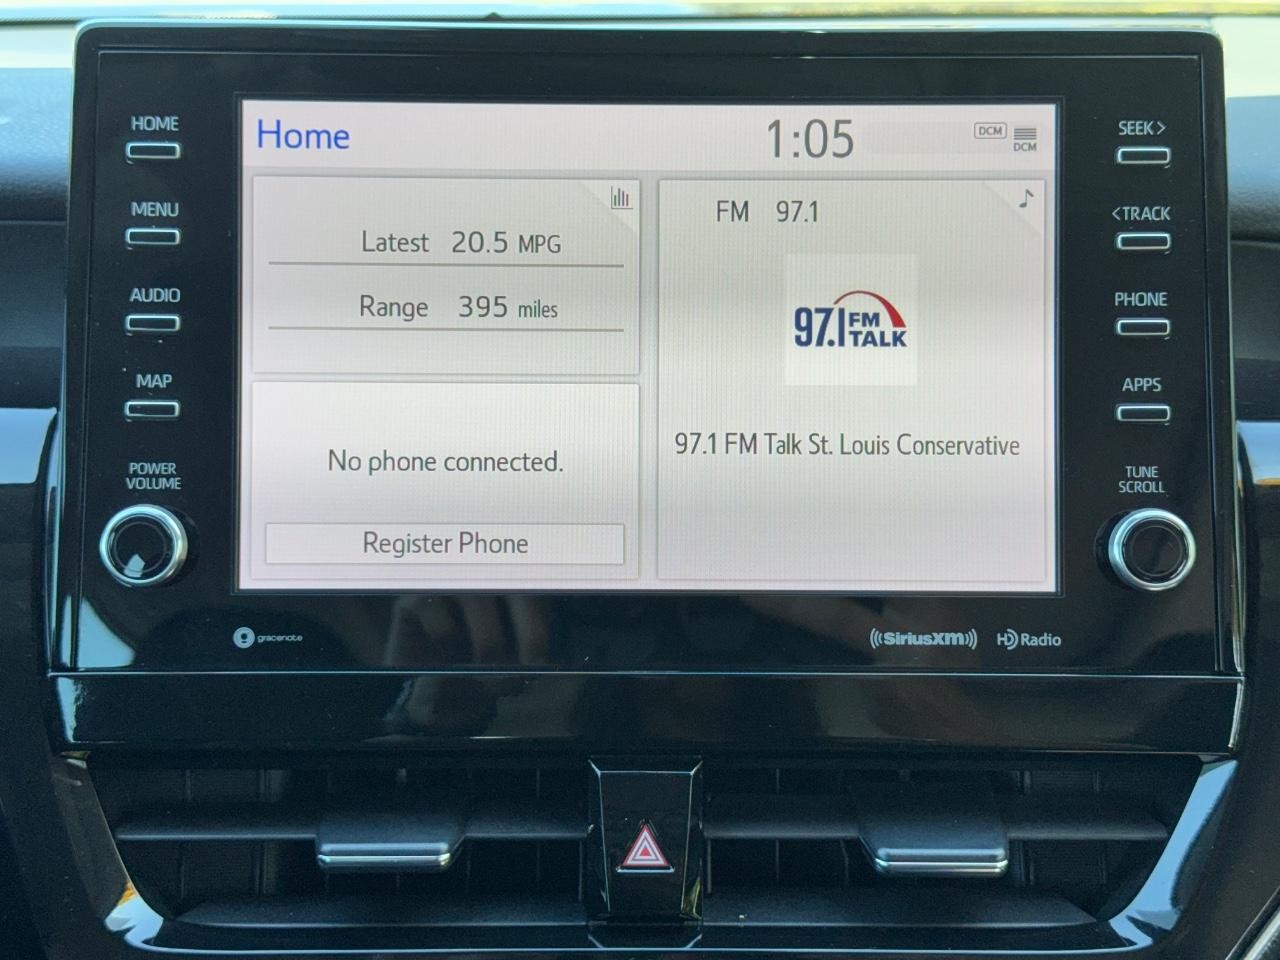 HOME
MENU
AUDIO
MAP
POWER
VOLUME
Home
1:05
DCM
DCM
Latest 20.5 MPG
Range 395 miles
No phone connected.
Register Phone
FM 97.1
97.1 FM
TALK
97.1 FM Talk St. Louis Conservative
SEEK>
<TRACK
PHONE
APPS
TUNE
SCROLL
gracenote
SiriusXM
HD Radio